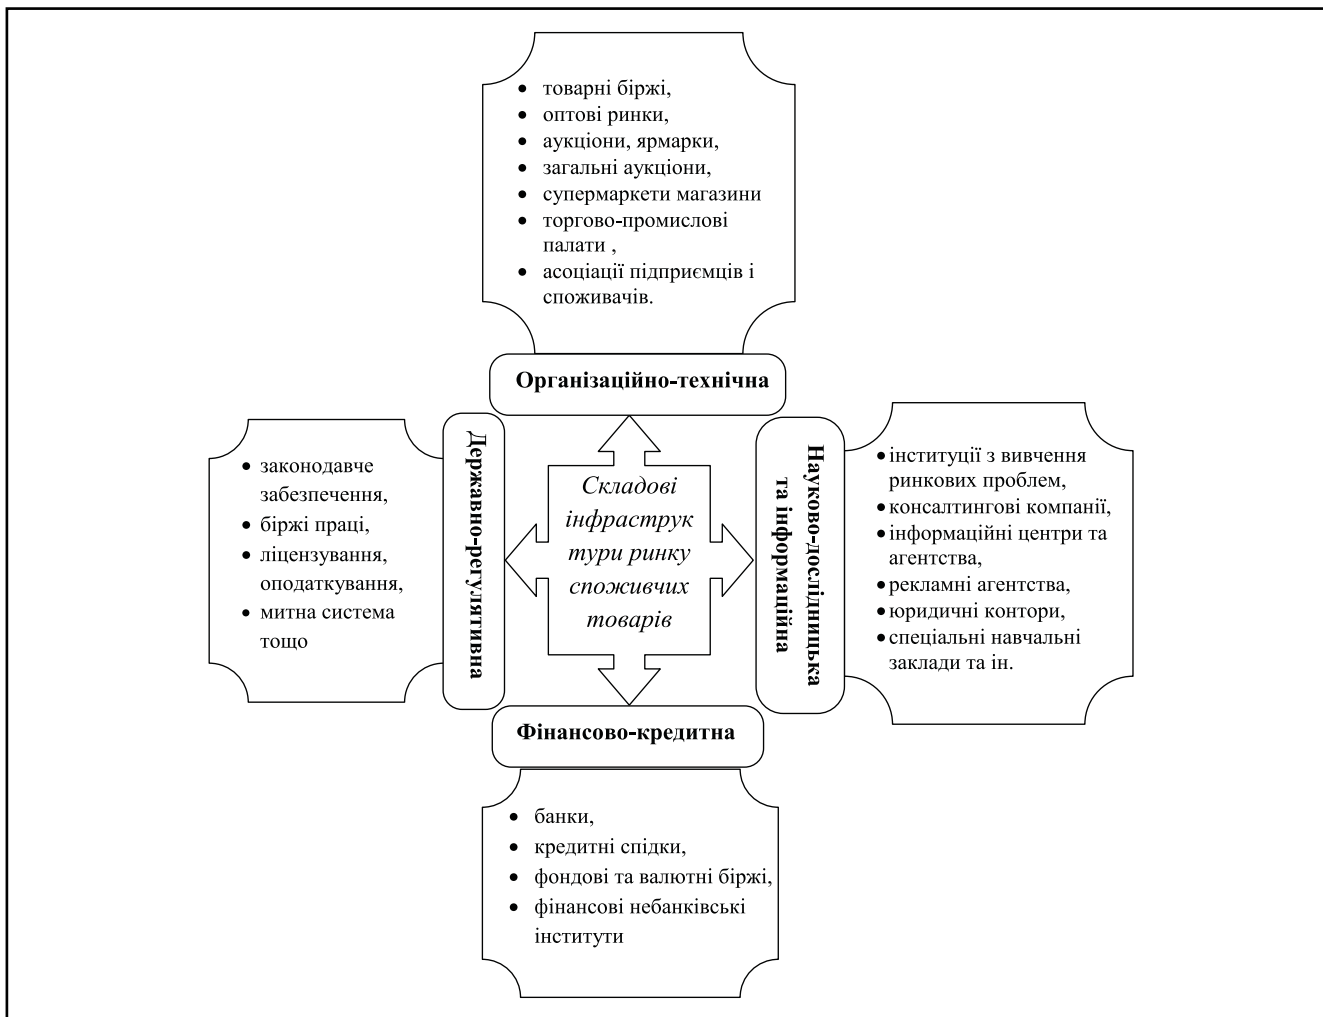 • товарні біржі,
• оптові ринки,
• аукціони, ярмарки,
• загальні аукціони,
• супермаркети магазини
• торгово-промислові
палати ,
• асоціації підприємців і
споживачів.
Організаційно-технічна
• законодавче
забезпечення,
• біржі праці,
• ліцензування,
оподаткування,
• митна система
тощо
Державно-регулятивна
Складові
інфраструк
тури ринку
споживчих
товарів
Науково-дослідницька
та інформаційна
• інституції з вивчення
ринкових проблем,
• консалтингові компанії,
• інформаційні центри та
агентства,
• рекламні агентства,
• юридичні контори,
• спеціальні навчальні
заклади та ін.
Фінансово-кредитна
• банки,
• кредитні спідки,
• фондові та валютні біржі,
• фінансові небанківські
інститути